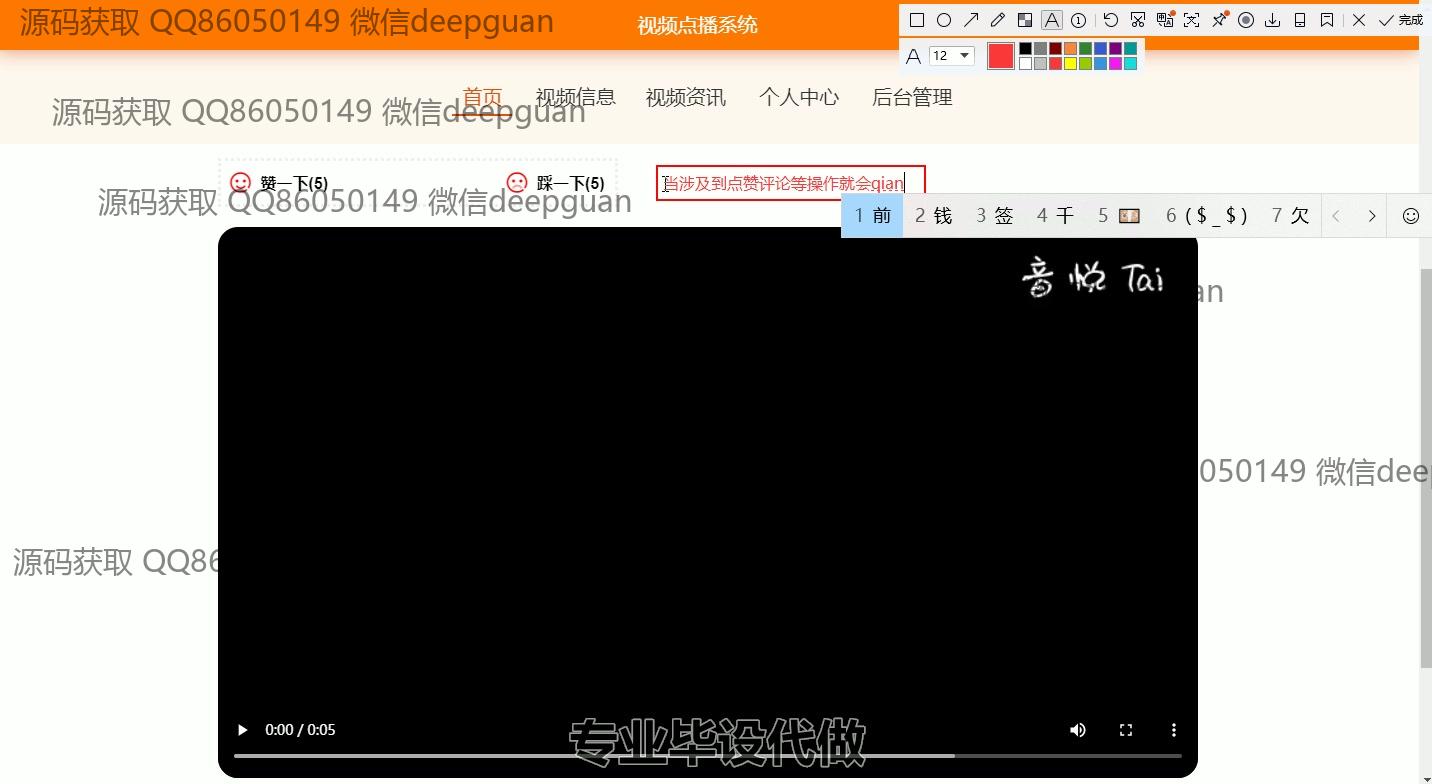 源码获取 QQ86050149 微信deepguan
视频点播系统
完成
A 12
首页 视频信息 视频资讯 个人中心 后台管理
源码获取 QQ86050149 微信deepguan
赞一下(5) 踩一下(5) 当涉及到点赞评论等操作就会qian
源码获取 QQ86050149 微信deepguan
1 前 2 钱 3 签 4 千 5 6 ($_$) 7 欠
音悦Tai
an
050149 微信deep
源码获取 QQ86
0:00 / 0:05
专业毕设代做